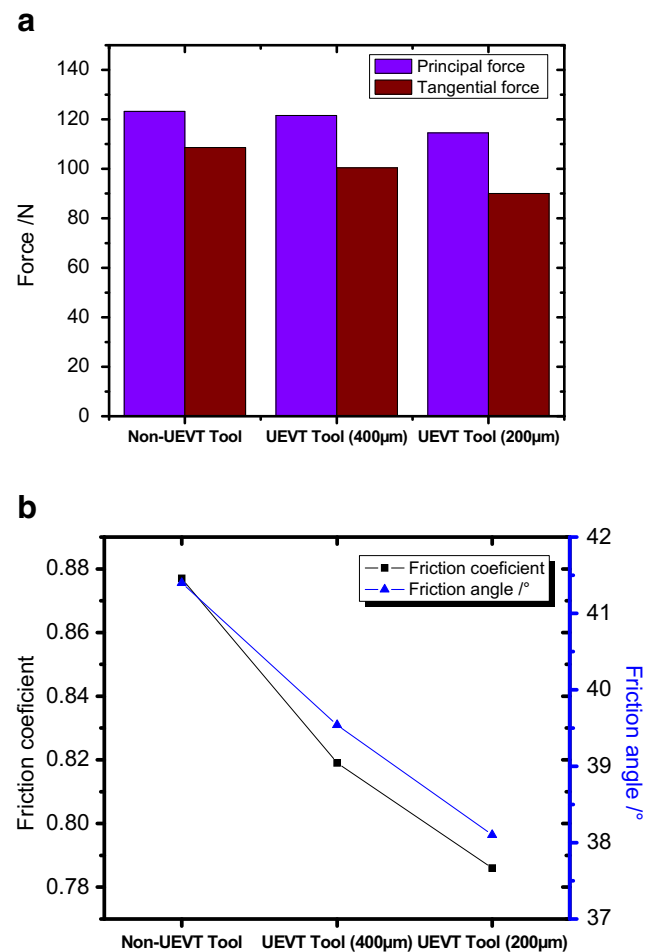 a
140
120
100
80
60
40
20
0
Force /N
Principal force
Tangential force
Non-UEVT Tool UEVT Tool (400µm) UEVT Tool (200µm)
b
0.88
0.86
0.84
0.82
0.80
0.78
Friction coeficient
Friction coeficient
Friction angle /°
42
41
40
39
38
37
Friction angle /°
Non-UEVT Tool UEVT Tool (400µm) UEVT Tool (200µm)